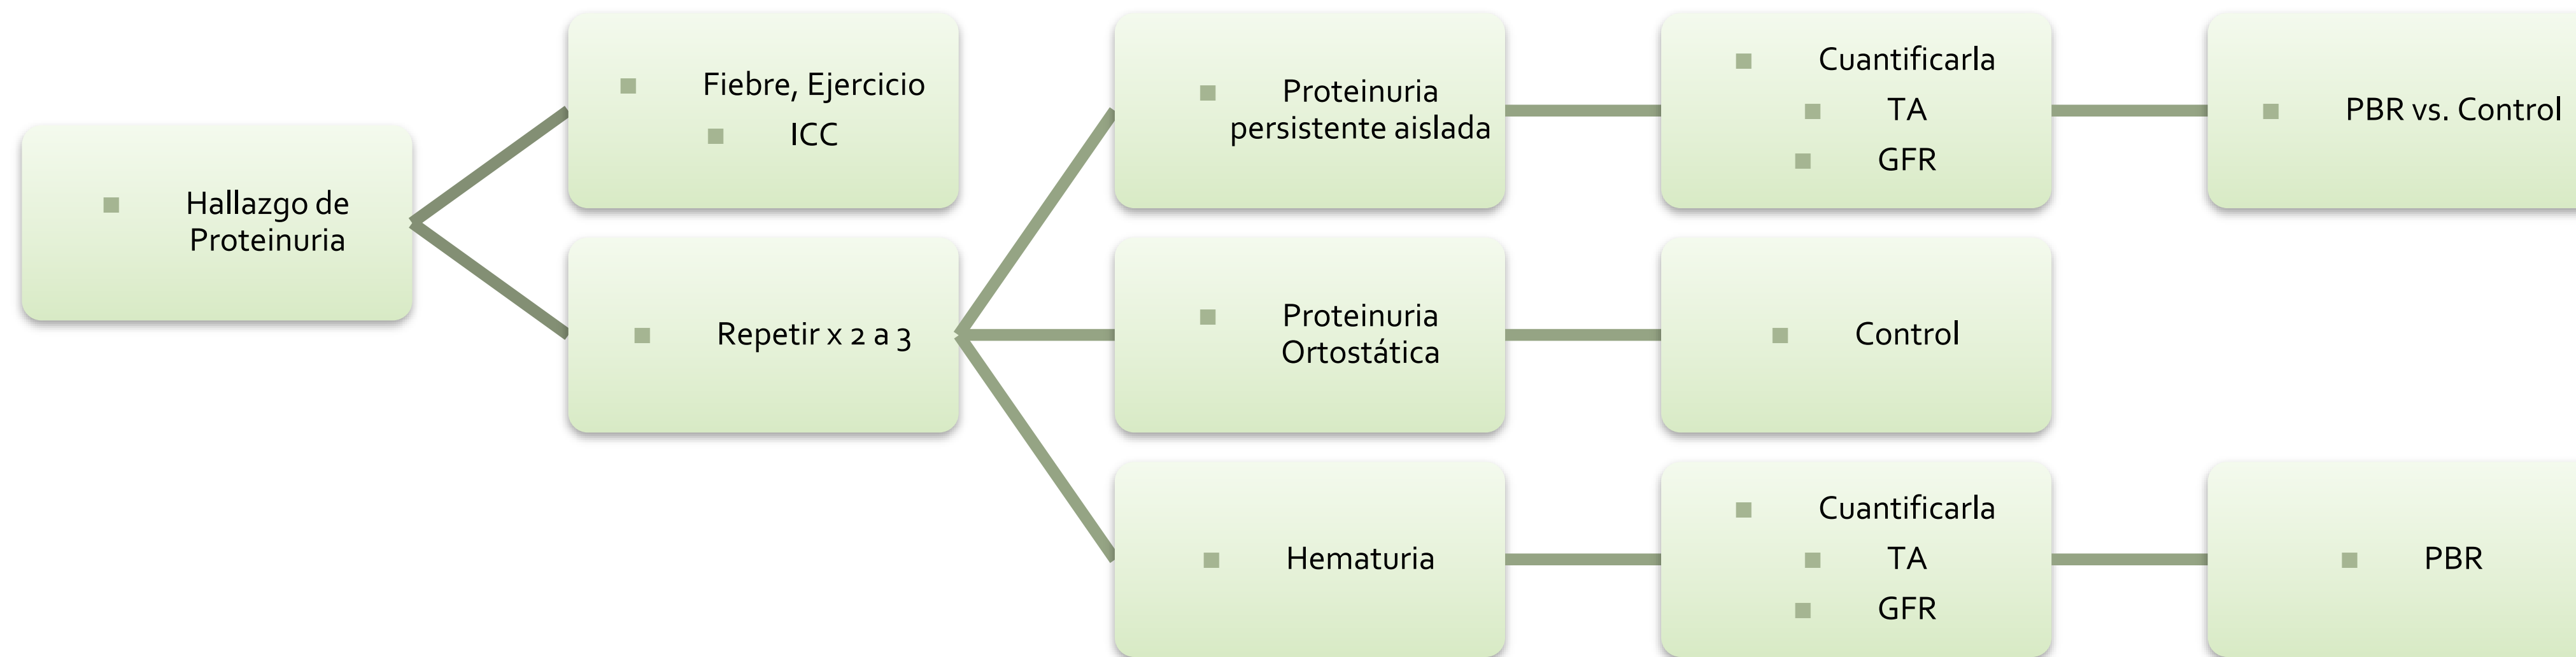 Hallazgo de
Proteinuria
Fiebre, Ejercicio
ICC
Repetir x 2 a 3
Proteinuria
persistente aislada
Cuantificarla
TA
GFR
PBR vs. Control
Proteinuria
Ortostática
Control
Hematuria
Cuantificarla
TA
GFR
PBR